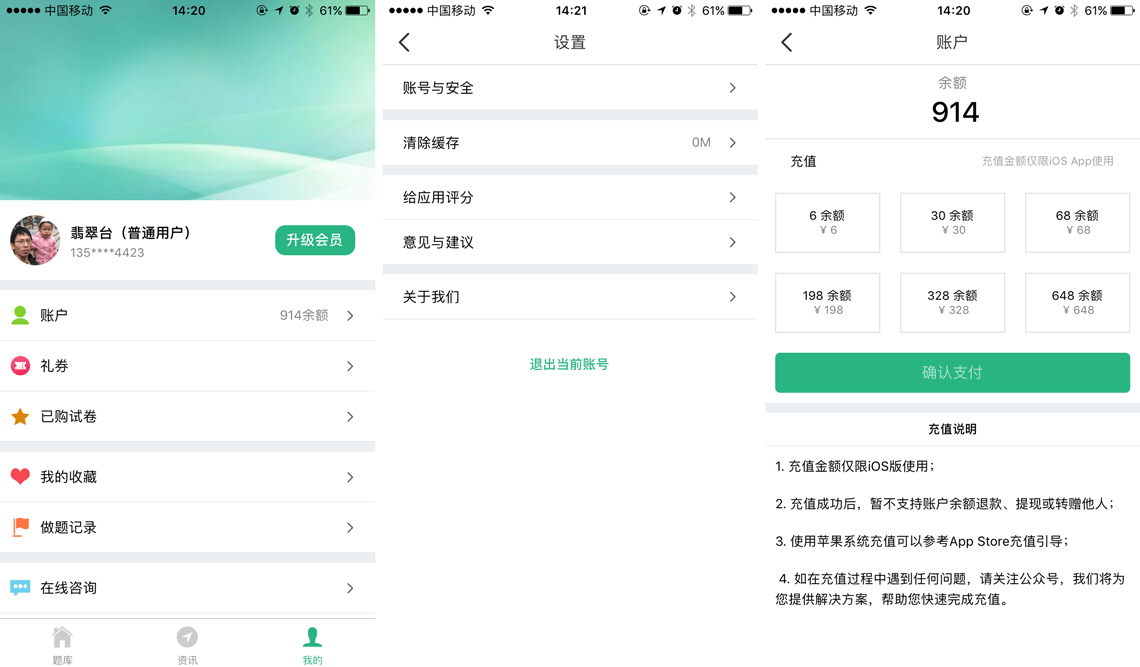 中国移动 14:20 61%
翡翠台（普通用户）
135****4423
升级会员
账户 914余额
礼券
已购试卷
我的收藏
做题记录
在线咨询
题库 资讯 我的
中国移动 14:21 61%
设置
账号与安全
清除缓存 0M
给应用评分
意见与建议
关于我们
退出当前账号
中国移动 14:20 61%
账户
余额
914
充值 充值金额仅限iOS App使用
6 余额 30 余额 68 余额
¥ 6 ¥ 30 ¥ 68
198 余额 328 余额 648 余额
¥ 198 ¥ 328 ¥ 648
确认支付
充值说明
1. 充值金额仅限iOS版使用；
2. 充值成功后，暂不支持账户余额退款、提现或转赠他人；
3. 使用苹果系统充值可以参考App Store充值引导；
4. 如在充值过程中遇到任何问题，请关注公众号，我们将为
您提供解决方案，帮助您快速完成充值。